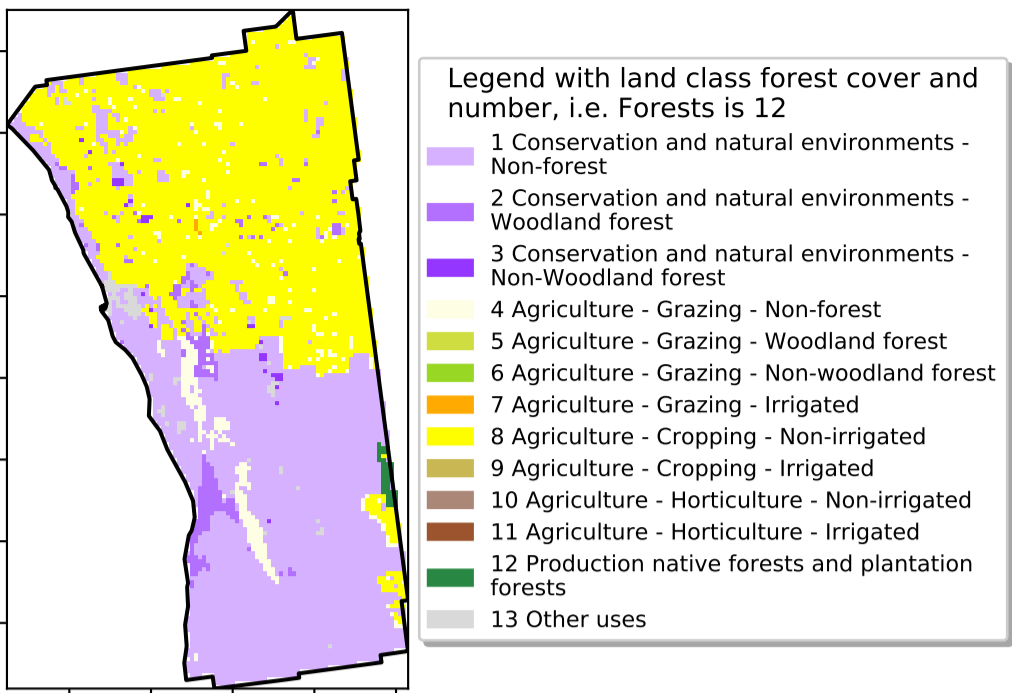 Legend with land class forest cover and
number, i.e. Forests is 12
1 Conservation and natural environments -
Non-forest
2 Conservation and natural environments -
Woodland forest
3 Conservation and natural environments -
Non-Woodland forest
4 Agriculture - Grazing - Non-forest
5 Agriculture - Grazing - Woodland forest
6 Agriculture - Grazing - Non-woodland forest
7 Agriculture - Grazing - Irrigated
8 Agriculture - Cropping - Non-irrigated
9 Agriculture - Cropping - Irrigated
10 Agriculture - Horticulture - Non-irrigated
11 Agriculture - Horticulture - Irrigated
12 Production native forests and plantation
forests
13 Other uses